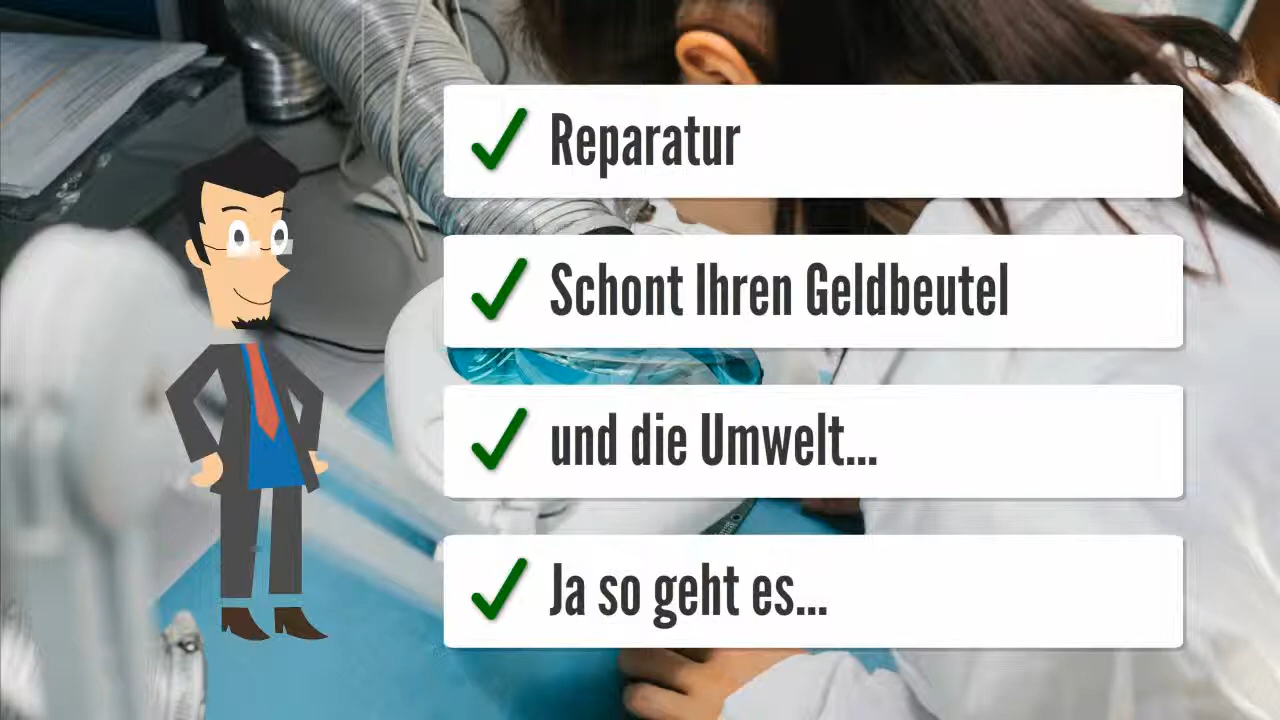 Reparatur
Schont Ihren Geldbeutel
und die Umwelt...
Ja so geht es...